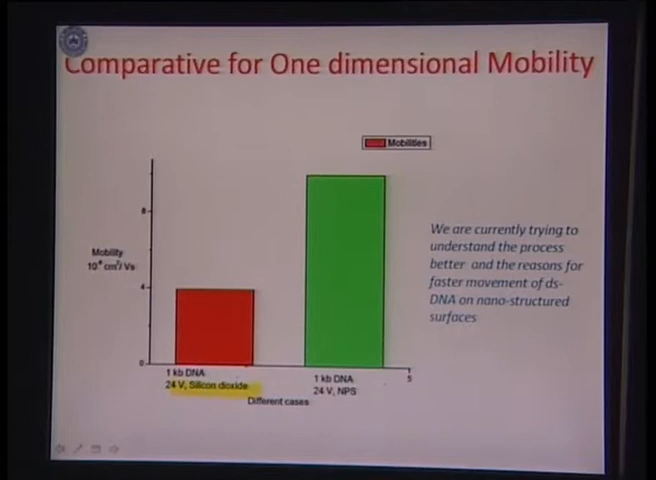 Comparative for One dimensional Mobility
Mobilities
8
Mobility
10⁻⁴ cm²/ Vs
4
0
1 kb DNA
24 V, Silicon dioxide
1 kb DNA
24 V, NPS
5
Different cases
We are currently trying to
understand the process
better and the reasons for
faster movement of ds-
DNA on nano-structured
surfaces